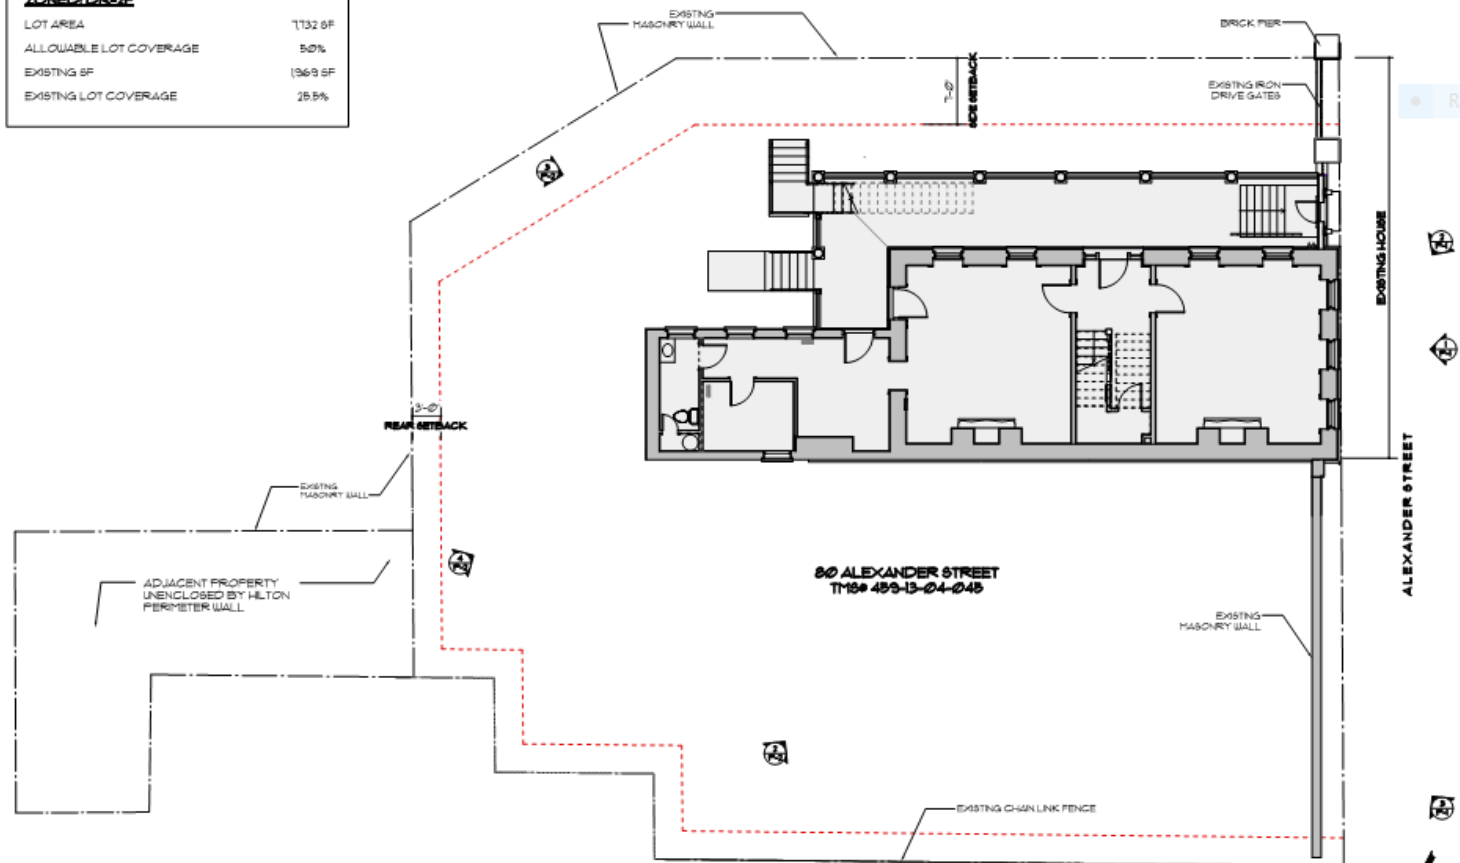 ZONED: DR-2F
LOT AREA 7,732 SF
ALLOWABLE LOT COVERAGE 50%
EXISTING SF 1,969 SF
EXISTING LOT COVERAGE 25.5%
EXISTING
MASONRY WALL
BRICK PIER
EXISTING IRON
DRIVE GATES
7'-0"
SIDE SETBACK
EXISTING HOUSE
3'-0"
REAR SETBACK
EXISTING
MASONRY WALL
ADJACENT PROPERTY
UNENCLOSED BY HILTON
PERIMETER WALL
80 ALEXANDER STREET
TMS# 459-13-04-045
ALEXANDER STREET
EXISTING
MASONRY WALL
EXISTING CHAIN LINK FENCE
R